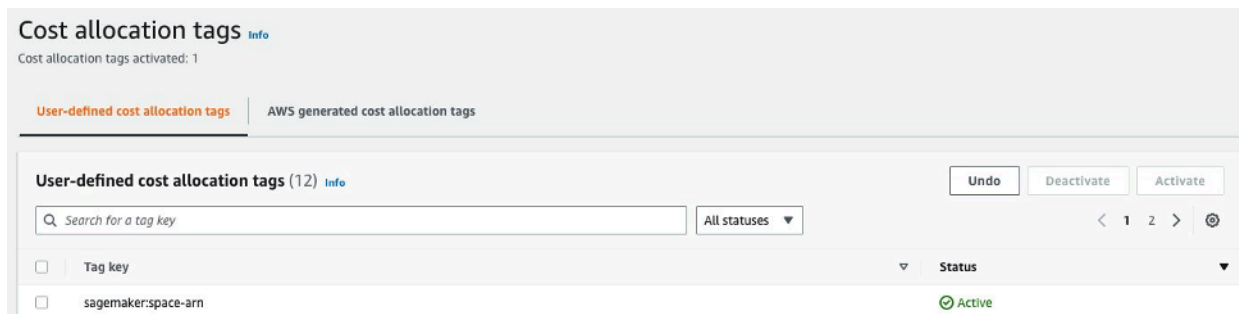 Cost allocation tags Info
Cost allocation tags activated: 1
User-defined cost allocation tags AWS generated cost allocation tags
User-defined cost allocation tags (12) Info Undo Deactivate Activate
Search for a tag key All statuses 1 2
Tag key Status
sagemaker:space-arn Active